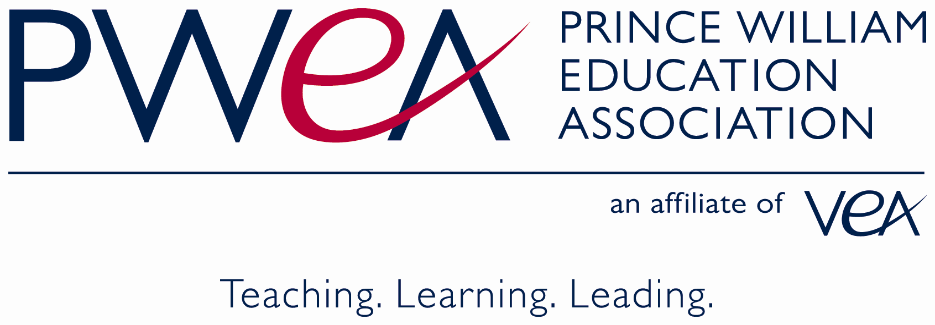 PWeA
PRINCE WILLIAM
EDUCATION
ASSOCIATION
an affiliate of VeA
Teaching. Learning. Leading.